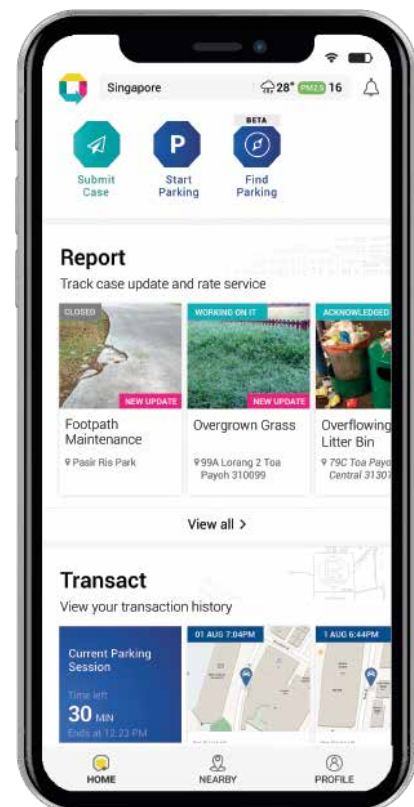 Singapore
28° PM2.5 16
BETA
Submit
Case
P
Start
Parking
Find
Parking
Report
Track case update and rate service
CLOSED
NEW UPDATE
Footpath
Maintenance
Pasir Ris Park
WORKING ON IT
NEW UPDATE
Overgrown Grass
99A Lorang 2 Toa
Payoh 310099
ACKNOWLEDGED
Overflowing
Litter Bin
79C Toa Payo
Central 31307
View all >
Transact
View your transaction history
Current Parking
Session
Time left
30 MIN
Ends at 12.23 PM
01 AUG 7:04PM
1 AUG 6:44PM
HOME
NEARBY
PROFILE